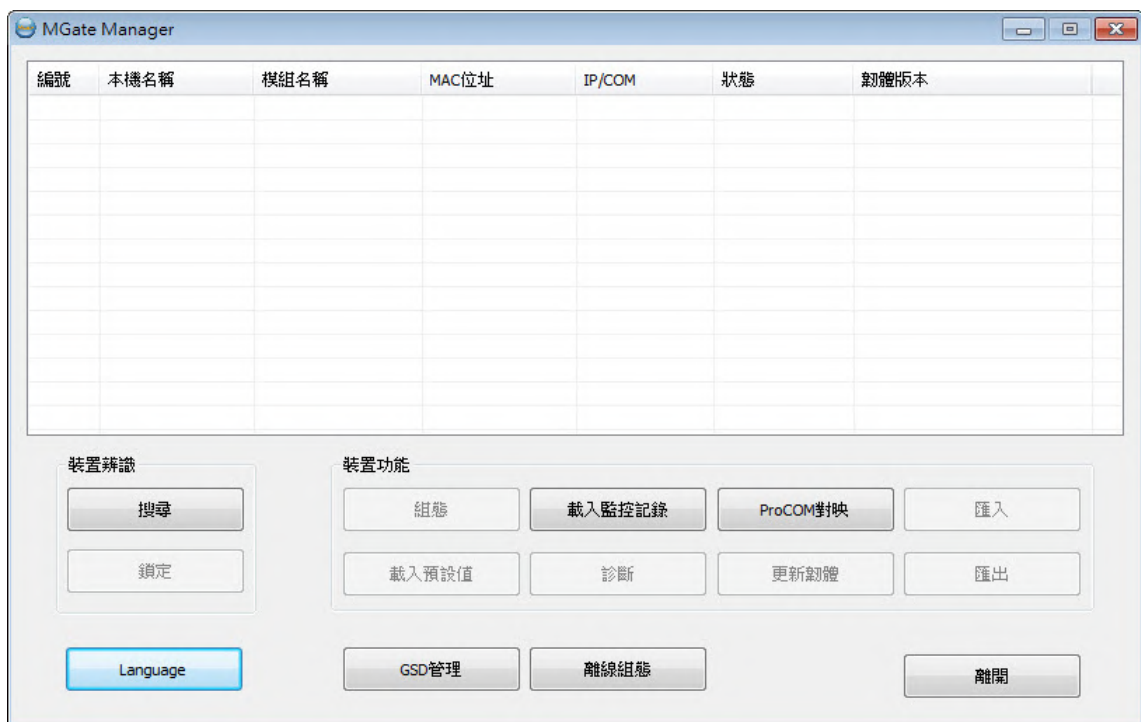 MGate Manager
編號 本機名稱 模組名稱 MAC位址 IP/COM 狀態 韌體版本
裝置辨識 裝置功能
搜尋 組態 載入監控記錄 ProCOM對映 匯入
鎖定 載入預設值 診斷 更新韌體 匯出
Language GSD管理 離線組態 離開